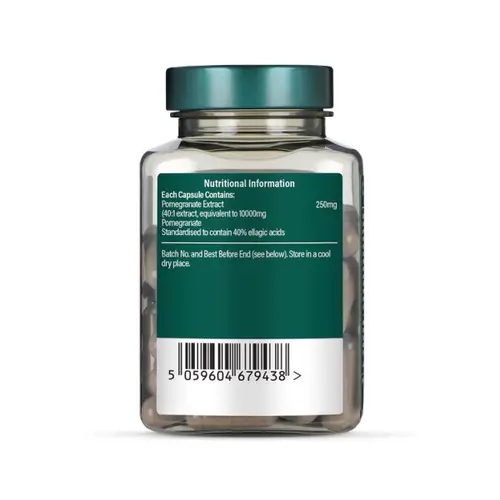 Nutritional Information
Each Capsule Contains:
Pomegranate Extract 250mg
(40:1 extract, equivalent to 10000mg
Pomegranate
Standardised to contain 40% ellagic acids
Batch No. and Best Before End (see below). Store in a cool
dry place.
5 059604 679438 >